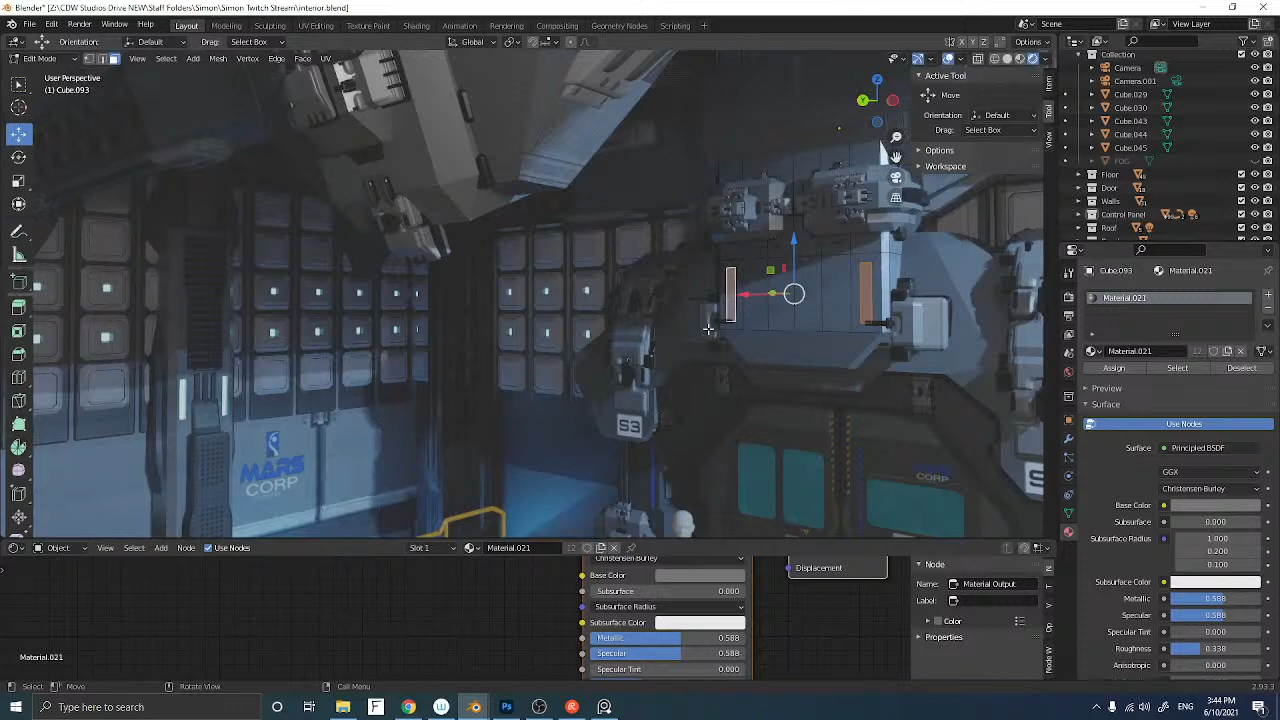 Blender* [Z:\CDW Studios Dropbox\Staff Folders\Simon\Simon Twitch Stream\interior.blend]
File Edit Render Window Help
Layout Modeling Sculpting UV Editing Texture Paint Shading Animation Rendering Compositing Geometry Nodes Scripting +
Scene View Layer
Orientation: Default Drag: Select Box Global X Y Z Options
Edit Mode View Select Add Mesh Vertex Edge Face UV
User Perspective
(1) Cube.093
Z
Y
Active Tool
Move
Orientation: Default
Drag: Select Box
Options
Workspace
Item
Tool
View
Collection
Camera
Camera.001
Cube.029
Cube.030
Cube.043
Cube.044
Cube.045
FOG
Floor
Door
Walls
Control Panel
Roof
S3
MARS
CORP
CORP
Cube.093 Material.021
Material.021
Material.021 12
Assign Select Deselect
Preview
Surface
Use Nodes
Surface Principled BSDF
GGX
Christensen-Burley
Base Color
Subsurface 0.000
Subsurface Radius 1.000
0.200
0.100
Subsurface Color
Metallic 0.588
Specular 0.588
Specular Tint 0.000
Roughness 0.338
Anisotropic 0.000
Object View Select Add Node Use Nodes Slot 1 Material.021 12
Christensen-Burley
Base Color
Subsurface 0.000
Subsurface Radius
Subsurface Color
Metallic 0.588
Specular 0.588
Specular Tint 0.000
Displacement
Node
Name: Material Output
Label:
Color
Properties
Material.021
Select Move Rotate View Call Menu 2.93.3
Type here to search
3:44 PM
6/10/2021